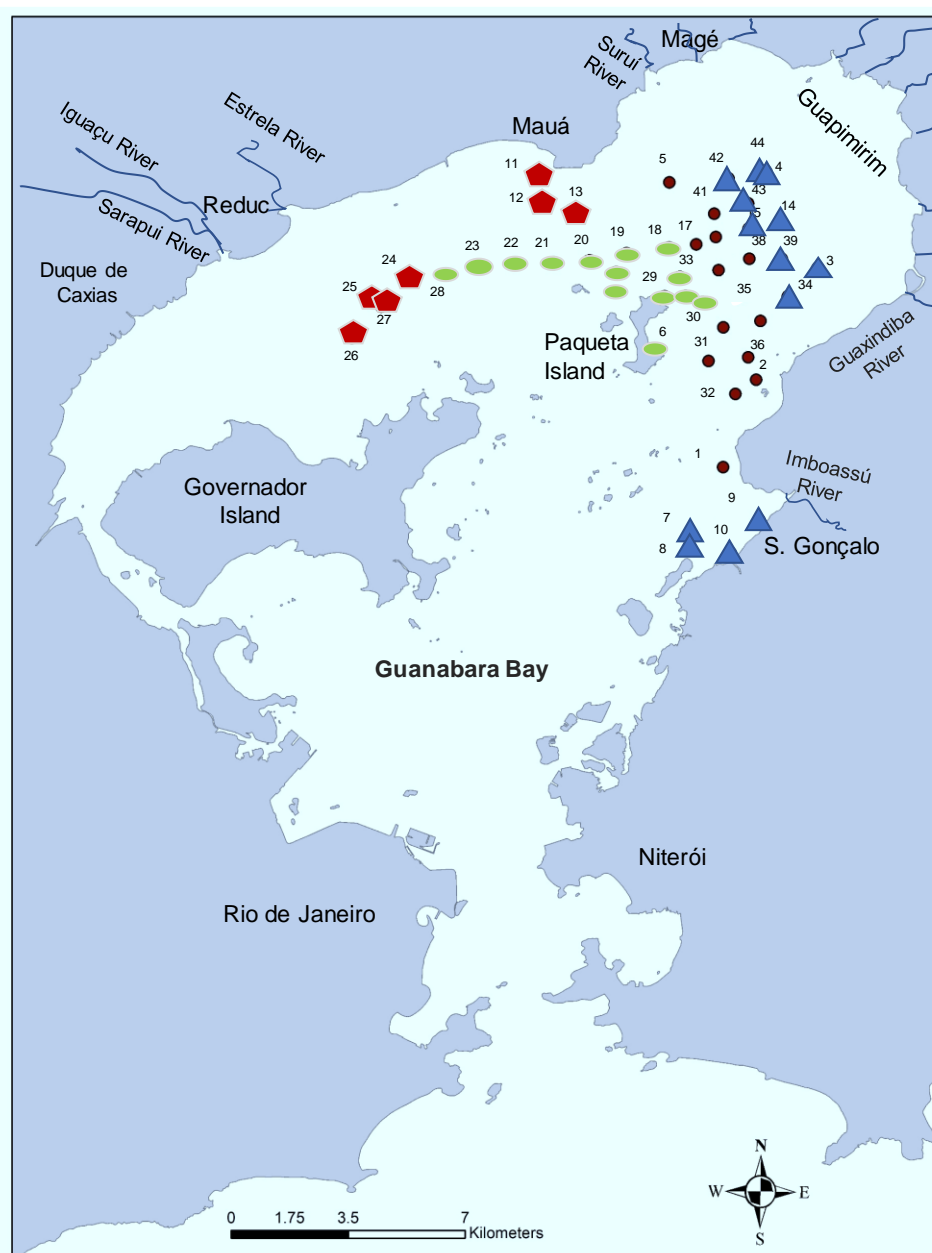 Magé
Suruí
River
Guapimirim
Estrela River
Iguaçu River
Mauá
Sarapui River
Reduc
Duque de
Caxias
44
4
42
5
11
43
41
12
13
14
5
17
18
19
20
38
39
21
22
23
33
3
24
28
29
34
25
35
27
30
26
6
31
36
2
32
Paqueta
Island
Guaxindiba
River
1
Imboassú
River
9
7
10
8
S. Gonçalo
Governador
Island
Guanabara Bay
Niterói
Rio de Janeiro
N
W
E
S
0
1.75
3.5
7
Kilometers